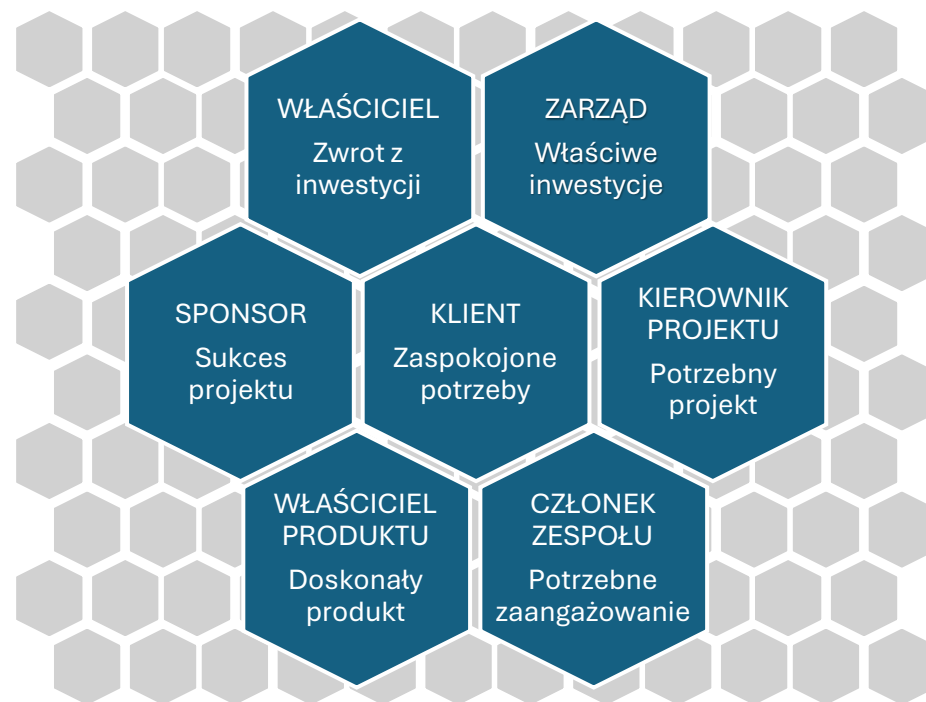 WŁAŚCICIEL
Zwrot z
inwestycji
ZARZĄD
Właściwe
inwestycje
SPONSOR
Sukces
projektu
KLIENT
Zaspokojone
potrzeby
KIEROWNIK
PROJEKTU
Potrzebny
projekt
WŁAŚCICIEL
PRODUKTU
Doskonały
produkt
CZŁONEK
ZESPOŁU
Potrzebne
zaangażowanie